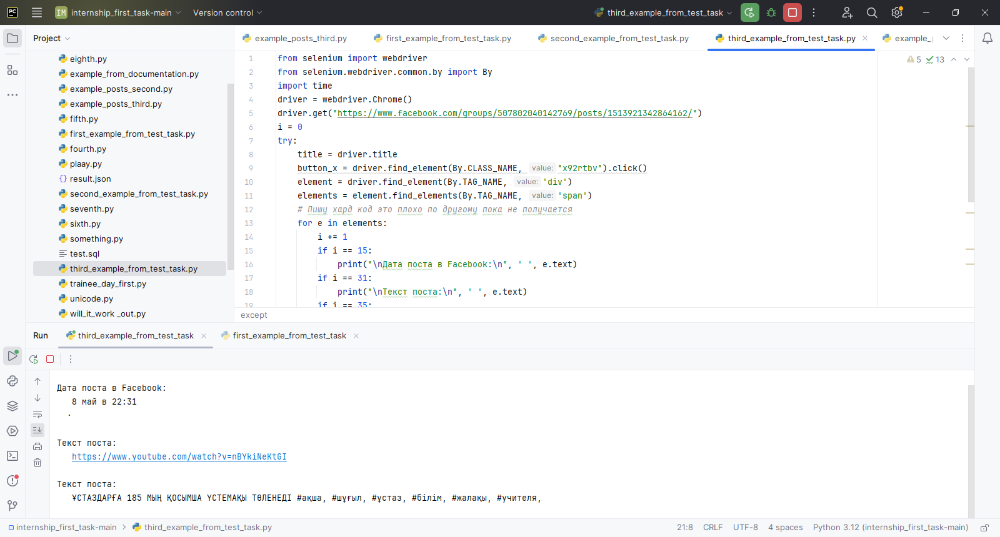 PC IM internship_first_task-main Version control third_example_from_test_task
Project
example_posts_third.py first_example_from_test_task.py second_example_from_test_task.py third_example_from_test_task.py example_p
eighth.py
example_from_documentation.py
example_posts_second.py
example_posts_third.py
fifth.py
first_example_from_test_task.py
fourth.py
plaay.py
result.json
second_example_from_test_task.py
seventh.py
sixth.py
something.py
test.sql
third_example_from_test_task.py
trainee_day_first.py
unicode.py
will_it_work _out.py
5 13
1 from selenium import webdriver
2 from selenium.webdriver.common.by import By
3 import time
4 driver = webdriver.Chrome()
5 driver.get("https://www.facebook.com/groups/507802040142769/posts/1513921342864162/")
6 i = 0
7 try:
8 title = driver.title
9 button_x = driver.find_element(By.CLASS_NAME, value: "x92rtbv").click()
10 element = driver.find_element(By.TAG_NAME, value: 'div')
11 elements = element.find_elements(By.TAG_NAME, value: 'span')
12 # Пишу хард код это плохо по другому пока не получается
13 for e in elements:
14 i += 1
15 if i == 15:
16 print("\nДата поста в Facebook:\n", ' ', e.text)
17 if i == 31:
18 print("\nТекст поста:\n", ' ', e.text)
19 if i == 35:
except
Run third_example_from_test_task first_example_from_test_task
Дата поста в Facebook:
8 май в 22:31
·
Текст поста:
https://www.youtube.com/watch?v=nBYkiNeKtGI
Текст поста:
ҰСТАЗДАРҒА 185 МЫҢ ҚОСЫМША ҮСТЕМАҚЫ ТӨЛЕНЕДІ #ақша, #шұғыл, #ұстаз, #білім, #жалақы, #учителя,
internship_first_task-main > third_example_from_test_task.py 21:8 CRLF UTF-8 4 spaces Python 3.12 (internship_first_task-main)